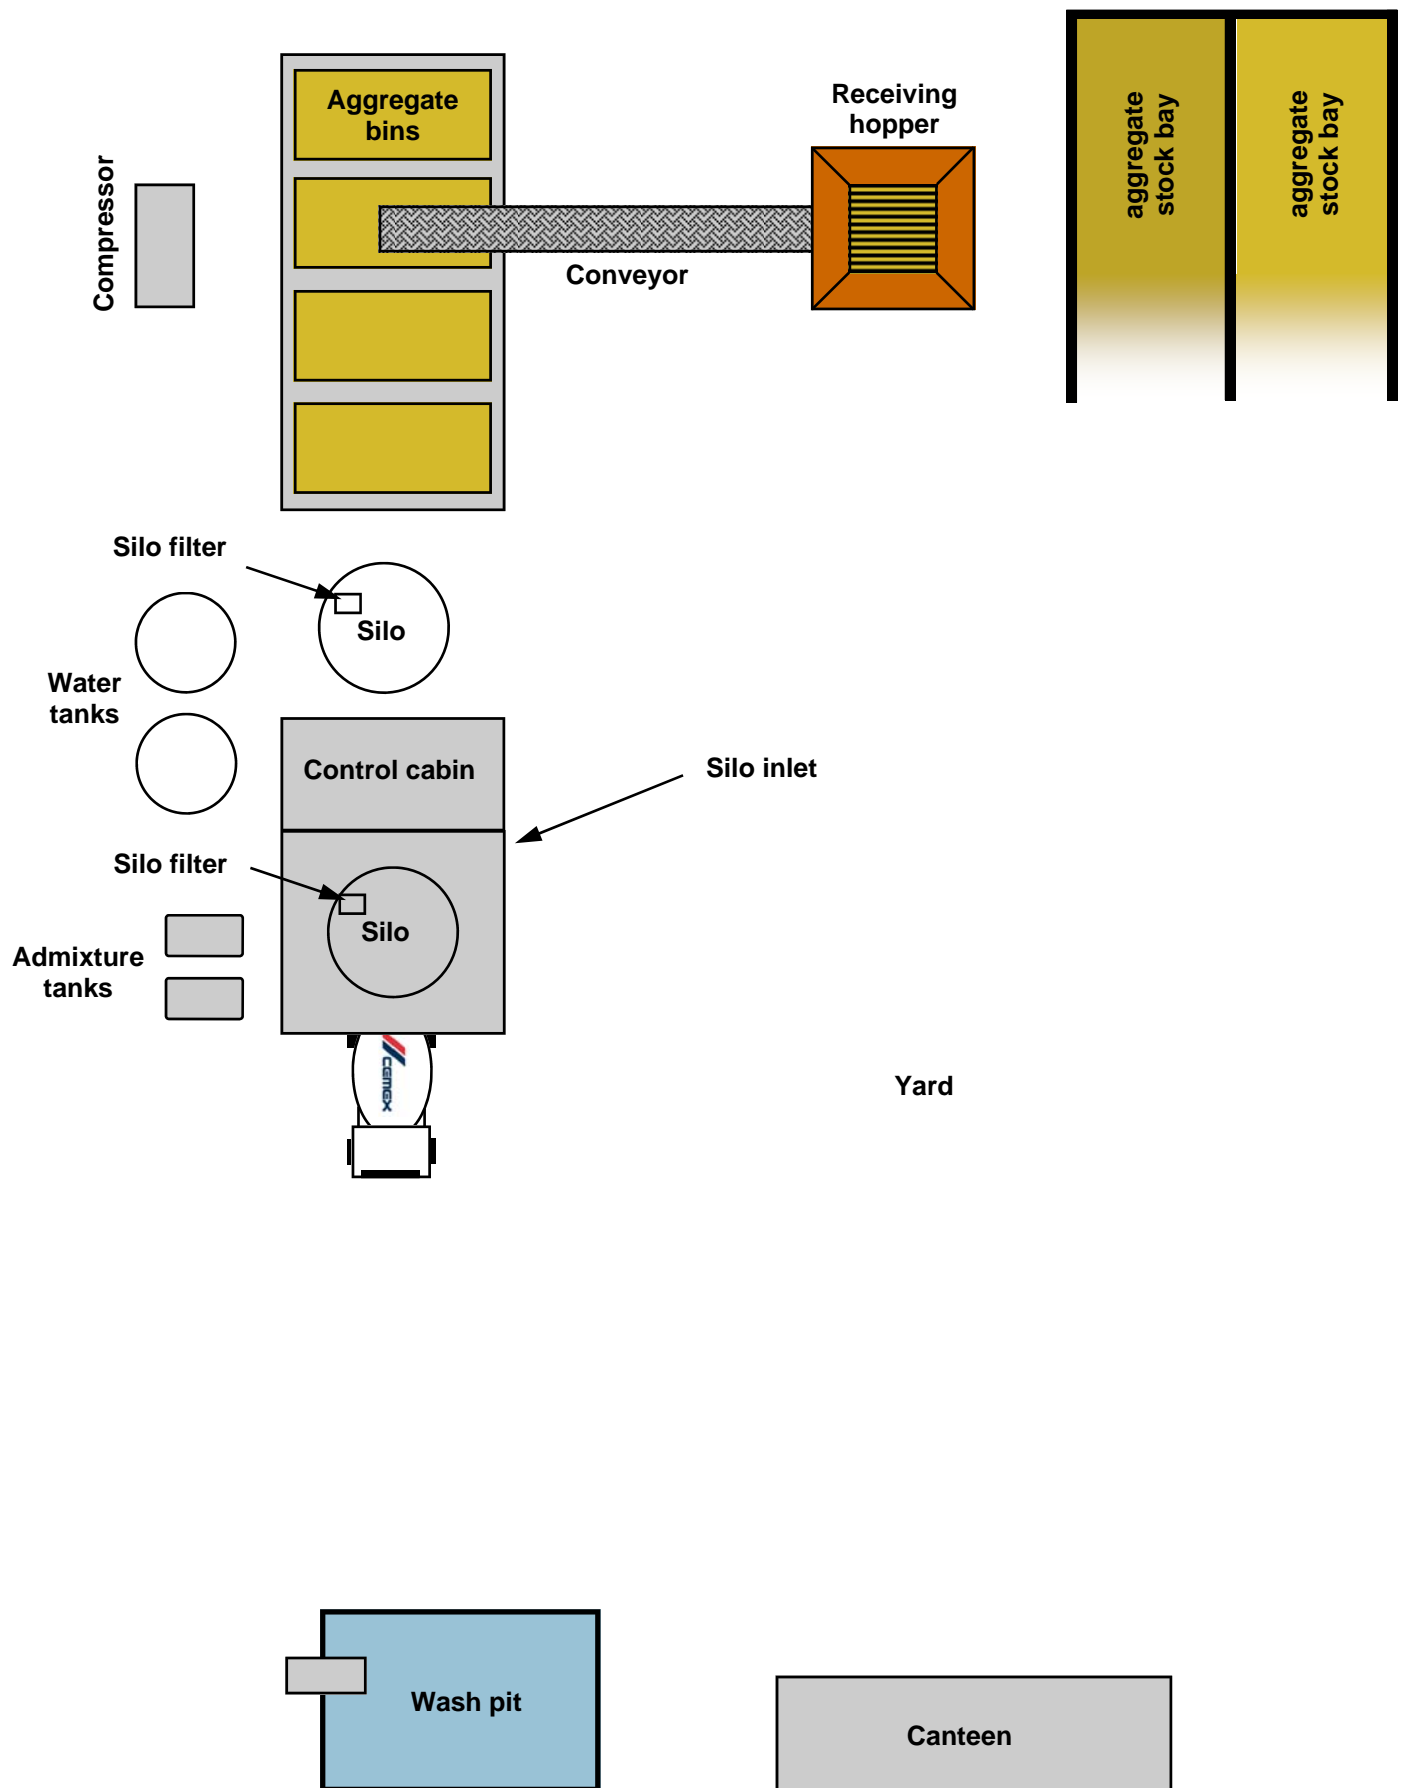 Aggregate
bins
Receiving
hopper
aggregate
stock bay
aggregate
stock bay
Compressor
Conveyor
Silo filter
Silo
Water
tanks
Control cabin
Silo inlet
Silo filter
Silo
Admixture
tanks
CEMEX
Yard
Wash pit
Canteen